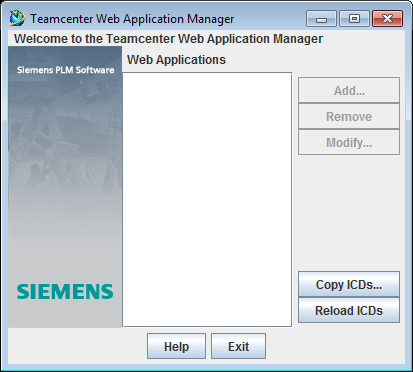 Teamcenter Web Application Manager
Welcome to the Teamcenter Web Application Manager
Siemens PLM Software
Web Applications
Add...
Remove
Modify...
SIEMENS
Copy ICDs...
Reload ICDs
Help
Exit